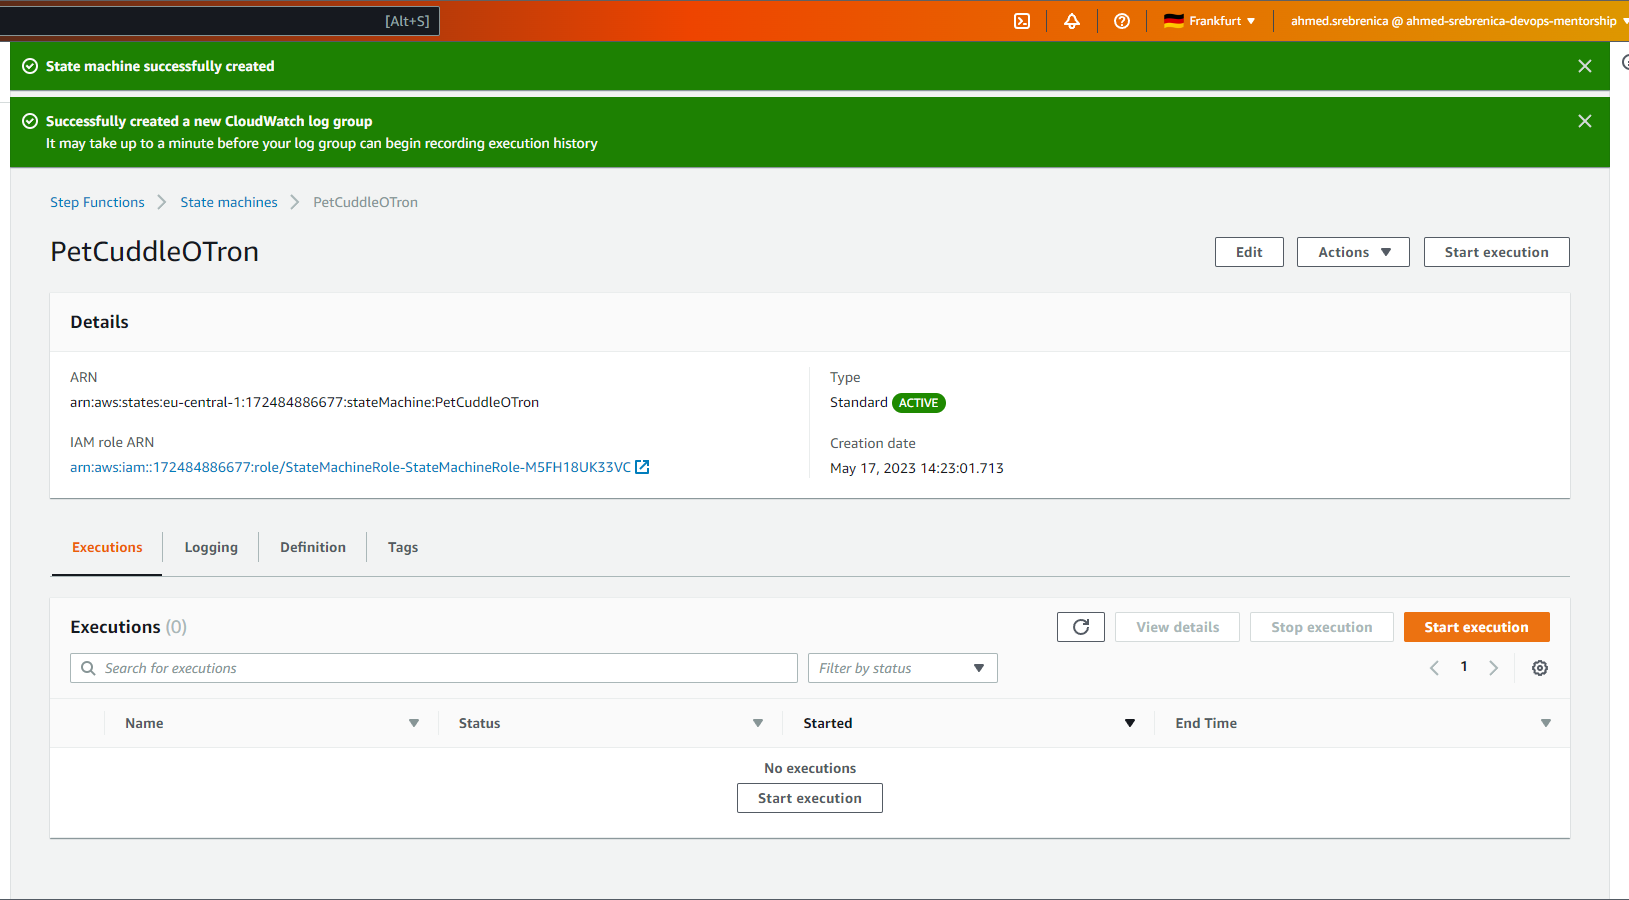 [Alt+S]
Frankfurt
ahmed.srebrenica @ ahmed-srebrenica-devops-mentorship
State machine successfully created
Successfully created a new CloudWatch log group
It may take up to a minute before your log group can begin recording execution history
Step Functions
State machines
PetCuddleOTron
PetCuddleOTron
Edit
Actions
Start execution
Details
ARN
arn:aws:states:eu-central-1:172484886677:stateMachine:PetCuddleOTron
IAM role ARN
arn:aws:iam::172484886677:role/StateMachineRole-StateMachineRole-M5FH18UK33VC
Type
Standard ACTIVE
Creation date
May 17, 2023 14:23:01.713
Executions
Logging
Definition
Tags
Executions (0)
View details
Stop execution
Start execution
Search for executions
Filter by status
1
Name
Status
Started
End Time
No executions
Start execution